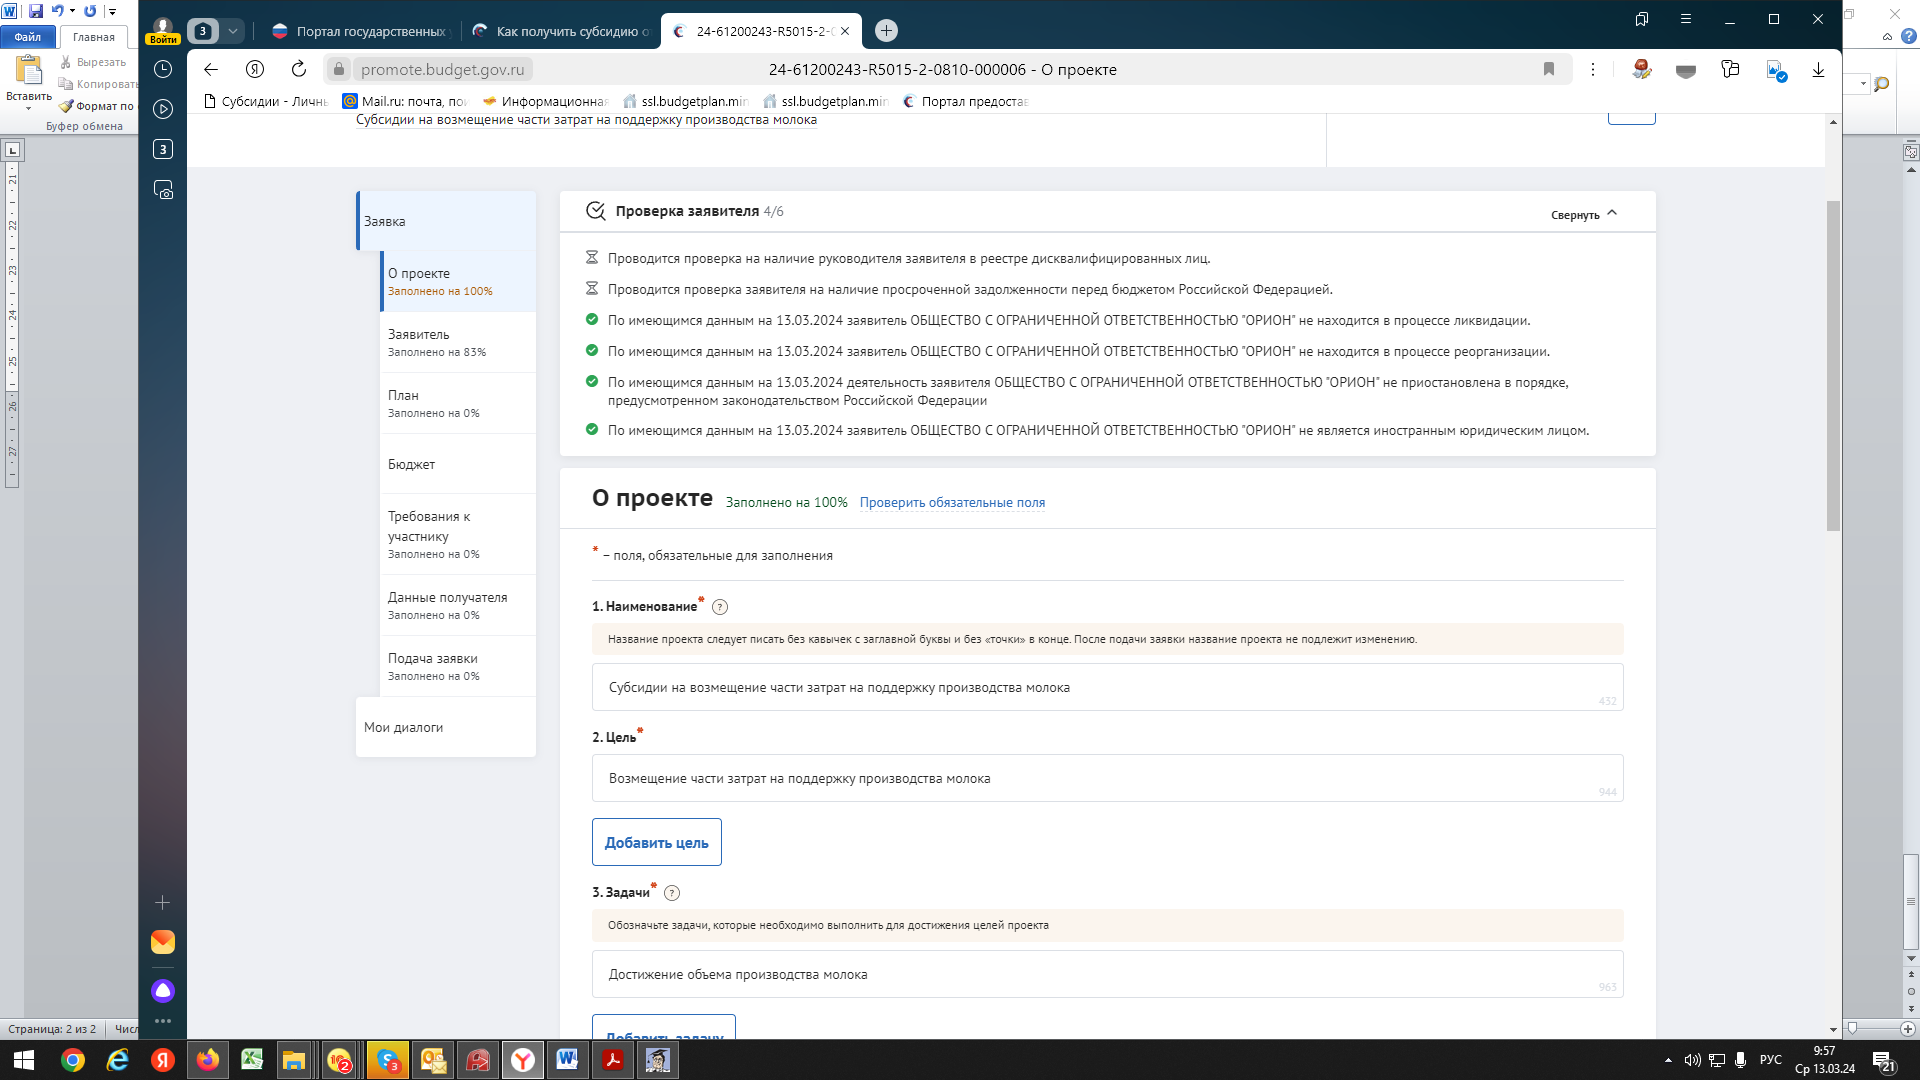 Файл
Главная
Вставить
Вырезать
Копировать
Формат по
Буфер обмена
Войти
3
Портал государственных
Как получить субсидию
24-61200243-R5015-2-0
promote.budget.gov.ru
24-61200243-R5015-2-0810-000006 - О проекте
Субсидии - Личн
Mail.ru: почта, по
Информационная
ssl.budgetplan.min
ssl.budgetplan.min
Портал предостав
3
Субсидии на возмещение части затрат на поддержку производства молока
Заявка
О проекте
Заполнено на 100%
Заявитель
Заполнено на 83%
План
Заполнено на 0%
Бюджет
Требования к
участнику
Заполнено на 0%
Данные получателя
Заполнено на 0%
Подача заявки
Заполнено на 0%
Мои диалоги
Проверка заявителя 4/6
Свернуть
Проводится проверка на наличие руководителя заявителя в реестре дисквалифицированных лиц.
Проводится проверка заявителя на наличие просроченной задолженности перед бюджетом Российской Федерацией.
По имеющимся данным на 13.03.2024 заявитель ОБЩЕСТВО С ОГРАНИЧЕННОЙ ОТВЕТСТВЕННОСТЬЮ "ОРИОН" не находится в процессе ликвидации.
По имеющимся данным на 13.03.2024 заявитель ОБЩЕСТВО С ОГРАНИЧЕННОЙ ОТВЕТСТВЕННОСТЬЮ "ОРИОН" не находится в процессе реорганизации.
По имеющимся данным на 13.03.2024 деятельность заявителя ОБЩЕСТВО С ОГРАНИЧЕННОЙ ОТВЕТСТВЕННОСТЬЮ "ОРИОН" не приостановлена в порядке,
предусмотренном законодательством Российской Федерации
По имеющимся данным на 13.03.2024 заявитель ОБЩЕСТВО С ОГРАНИЧЕННОЙ ОТВЕТСТВЕННОСТЬЮ "ОРИОН" не является иностранным юридическим лицом.
О проекте Заполнено на 100% Проверить обязательные поля
* – поля, обязательные для заполнения
1. Наименование* ?
Название проекта следует писать без кавычек с заглавной буквы и без «точки» в конце. После подачи заявки название проекта не подлежит изменению.
Субсидии на возмещение части затрат на поддержку производства молока
432
2. Цель*
Возмещение части затрат на поддержку производства молока
944
Добавить цель
3. Задачи* ?
Обозначьте задачи, которые необходимо выполнить для достижения целей проекта
Достижение объема производства молока
963
Добавить задачу
21
22
23
24
25
26
27
Страница: 2 из 2
Числ
РУС
9:57
Ср 13.03.24
21